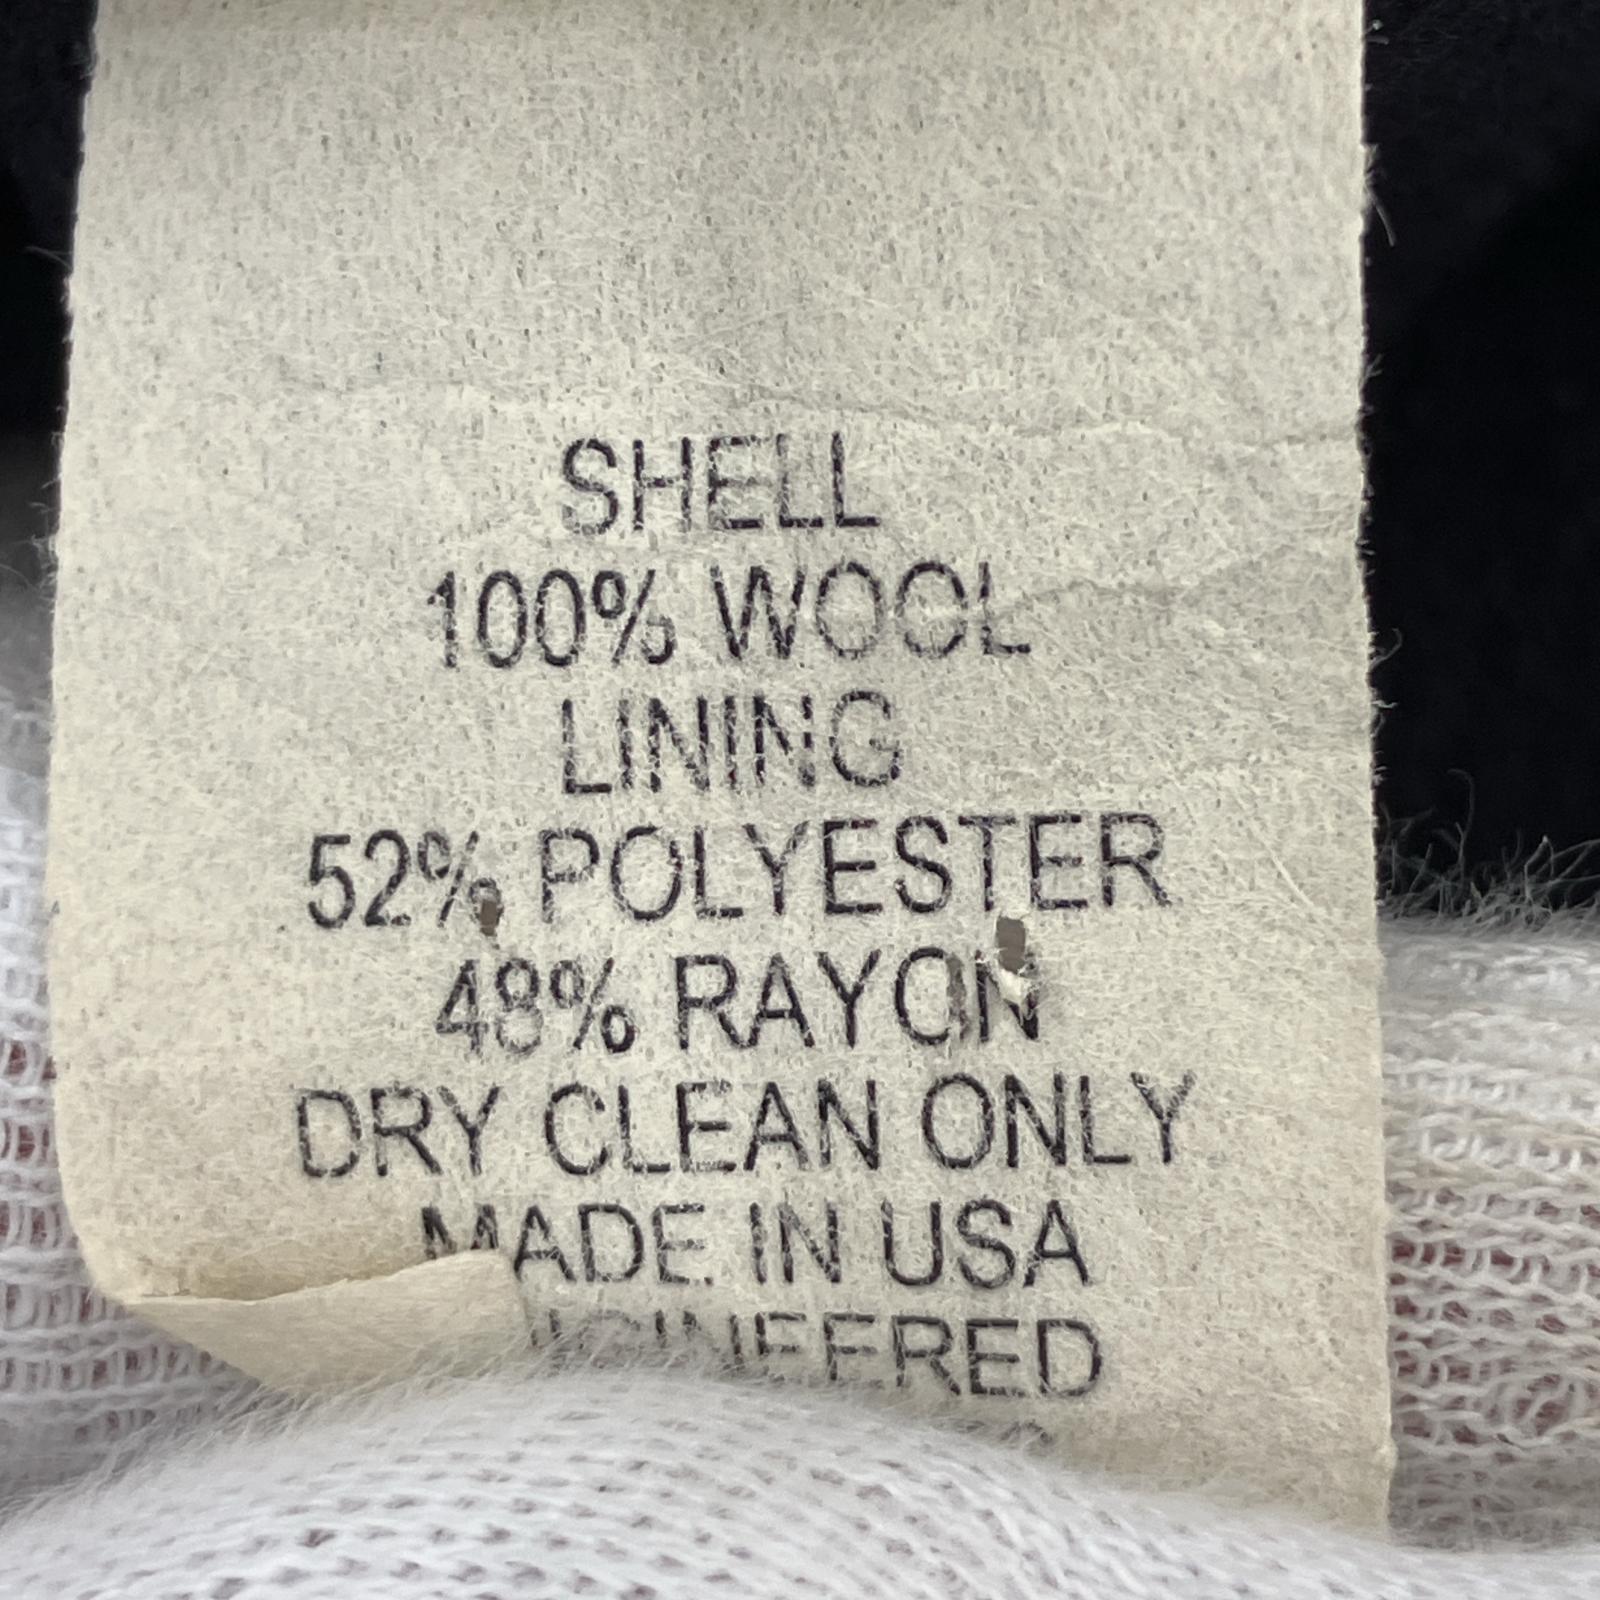 SHELL
100% WOOL
LINING
52% POLYESTER
48% RAYON
DRY CLEAN ONLY
MADE IN USA